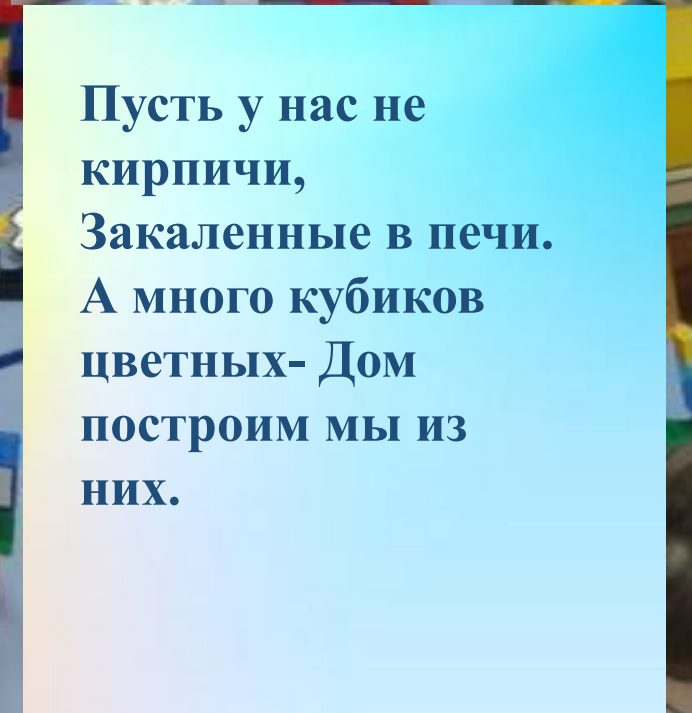 Пусть у нас не
кирпичи,
Закаленные в печи.
А много кубиков
цветных- Дом
построим мы из
них.